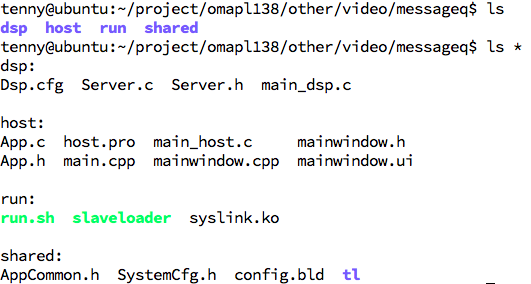 tenny@ubuntu:~/project/omapl138/other/video/messageq$ ls
dsp host run shared
tenny@ubuntu:~/project/omapl138/other/video/messageq$ ls *
dsp:
Dsp.cfg Server.c Server.h main_dsp.c
host:
App.c host.pro main_host.c mainwindow.h
App.h main.cpp mainwindow.cpp mainwindow.ui
run:
run.sh slaveloader syslink.ko
shared:
AppCommon.h SystemCfg.h config.bld tl